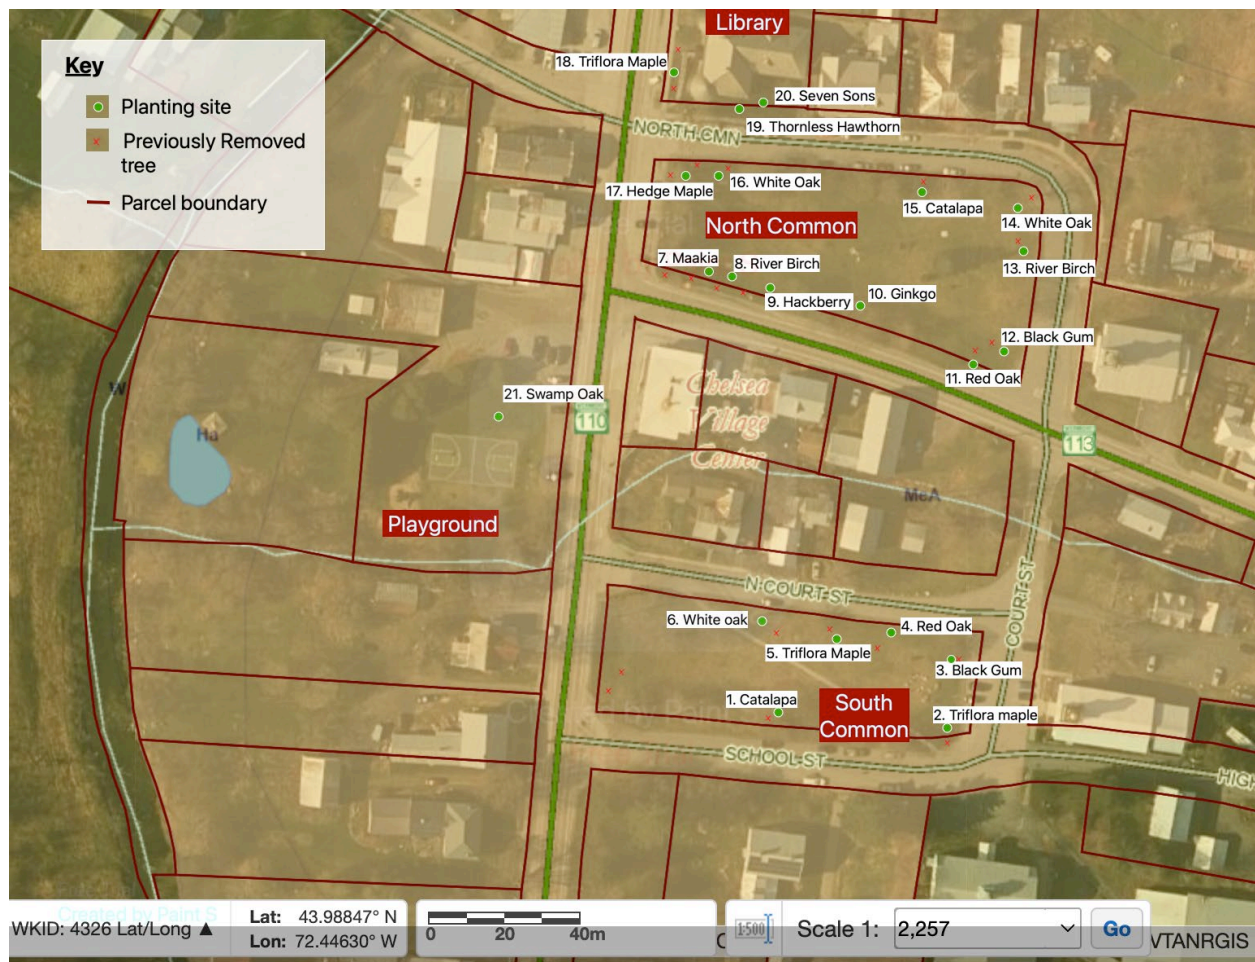 Library
18. Triflora Maple
Key
Planting site
Previously Removed
tree
Parcel boundary
20. Seven Sons
19. Thornless Hawthorn
NORTH CMN
17. Hedge Maple
16. White Oak
15. Catalapa
14. White Oak
North Common
7. Maakia
8. River Birch
13. River Birch
9. Hackberry
10. Ginkgo
12. Black Gum
11. Red Oak
W
Chelsea
Village
Center
21. Swamp Oak
110
113
Ha
MeA
Playground
N COURT ST
COURT ST
6. White oak
4. Red Oak
5. Triflora Maple
3. Black Gum
1. Catalapa
South
Common
2. Triflora maple
SCHOOL ST
HIGH
Created by Paint S
WKID: 4326 Lat/Long ▲
Lat: 43.98847° N
Lon: 72.44630° W
0 20 40m
1:500
Scale 1: 2,257
Go
VTANRGIS